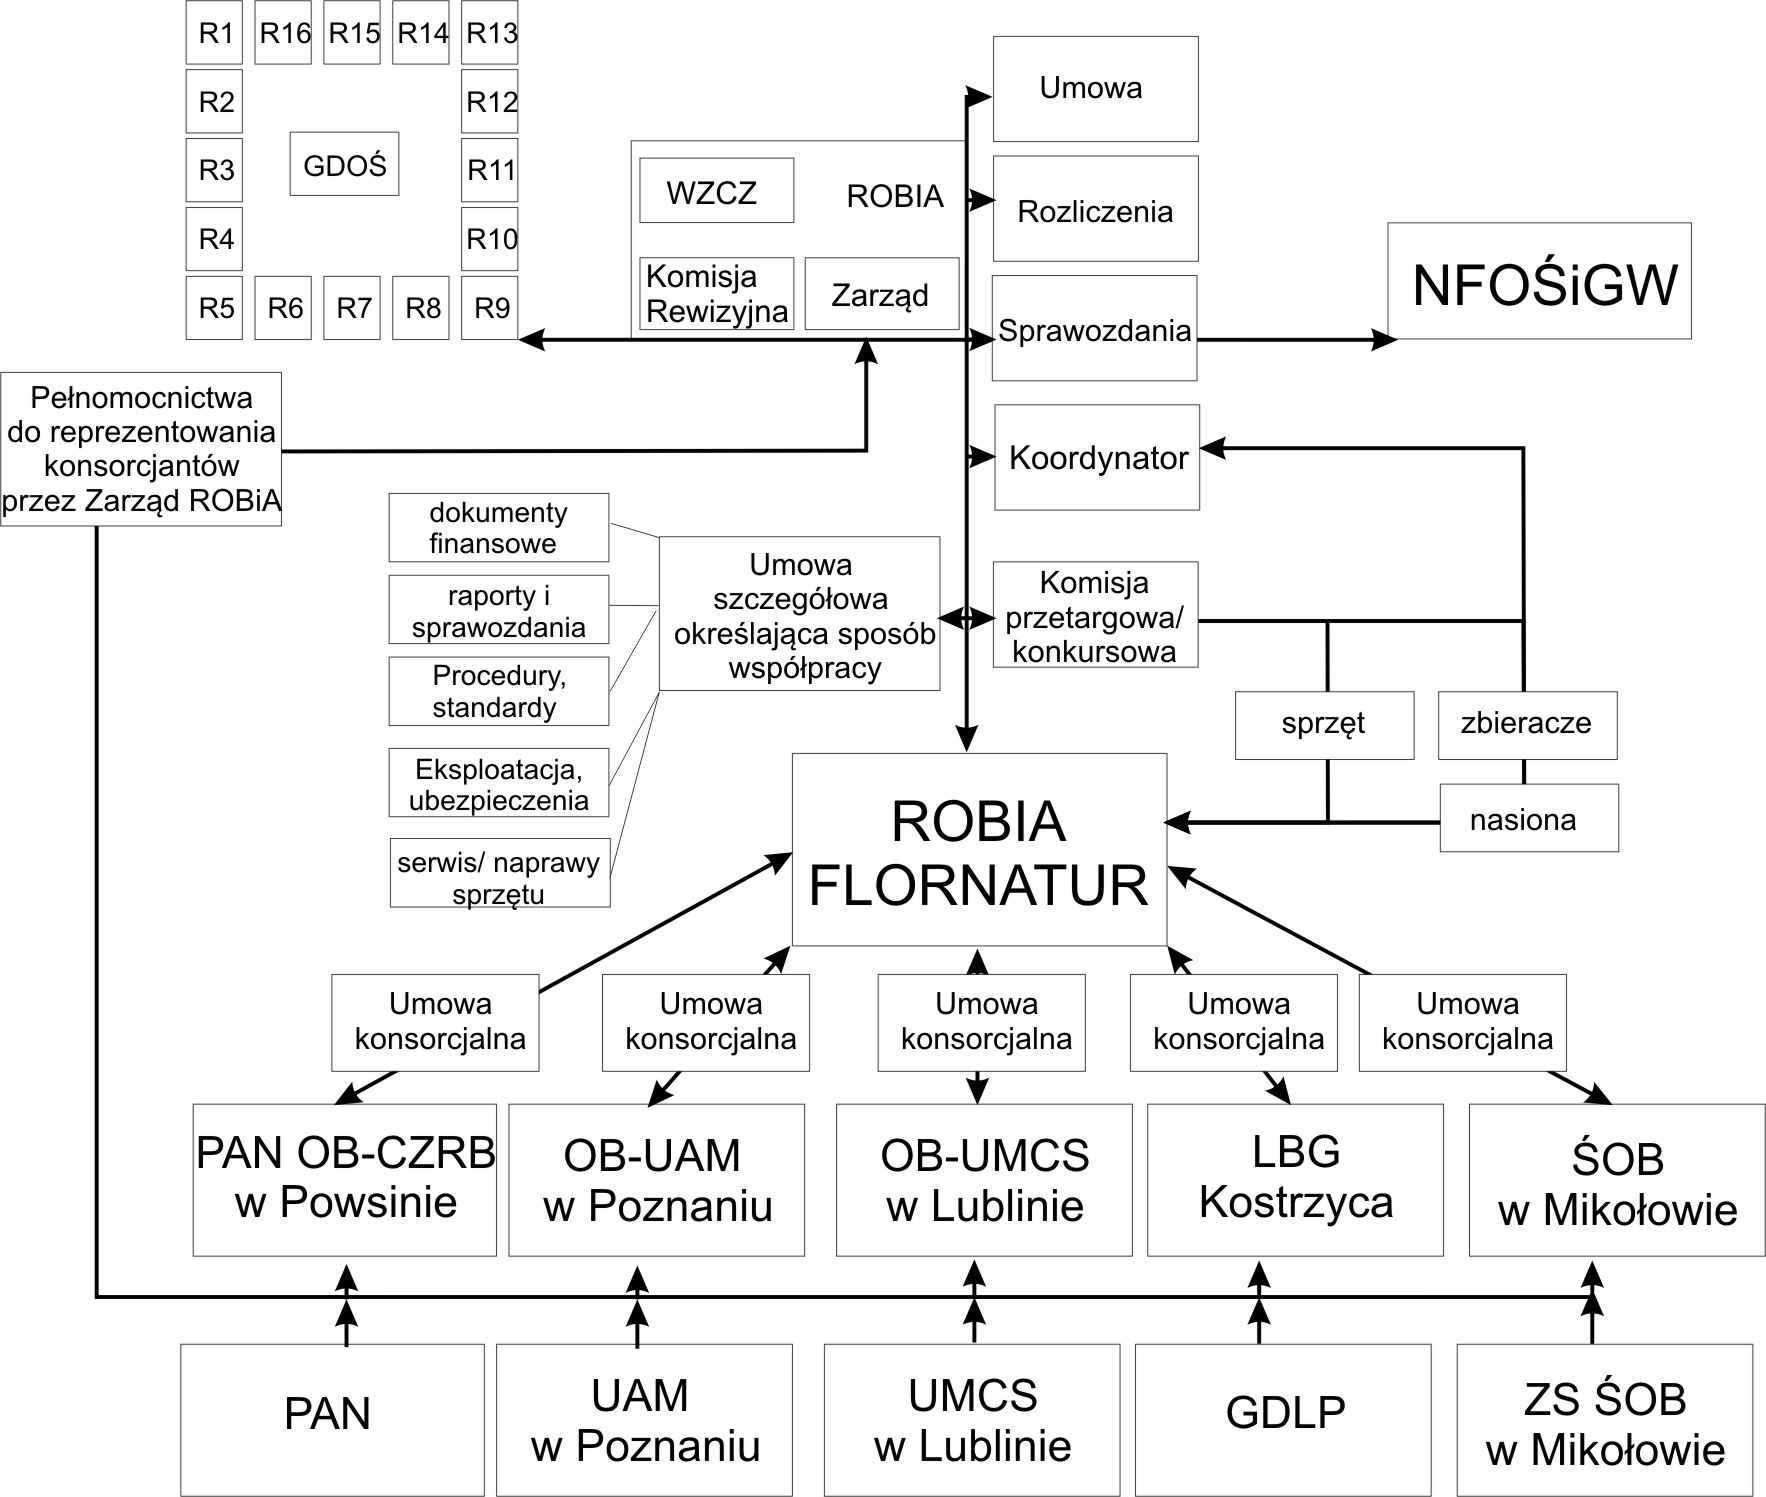 R1
R16
R15
R14
R13
R2
R12
R3
GDOŚ
R11
R4
R10
R5
R6
R7
R8
R9
WZCZ
ROBIA
Komisja
Rewizyjna
Zarząd
Umowa
Rozliczenia
Sprawozdania
NFOŚiGW
Koordynator
Pełnomocnictwa
do reprezentowania
konsorcjantów
przez Zarząd ROBiA
dokumenty
finansowe
raporty i
sprawozdania
Procedury,
standardy
Eksploatacja,
ubezpieczenia
serwis/ naprawy
sprzętu
Umowa
szczegółowa
określająca sposób
współpracy
Komisja
przetargowa/
konkursowa
sprzęt
zbieracze
nasiona
ROBIA
FLORNATUR
Umowa
konsorcjalna
Umowa
konsorcjalna
Umowa
konsorcjalna
Umowa
konsorcjalna
Umowa
konsorcjalna
PAN OB-CZRB
w Powsinie
OB-UAM
w Poznaniu
OB-UMCS
w Lublinie
LBG
Kostrzyca
ŚOB
w Mikołowie
PAN
UAM
w Poznaniu
UMCS
w Lublinie
GDLP
ZS ŚOB
w Mikołowie